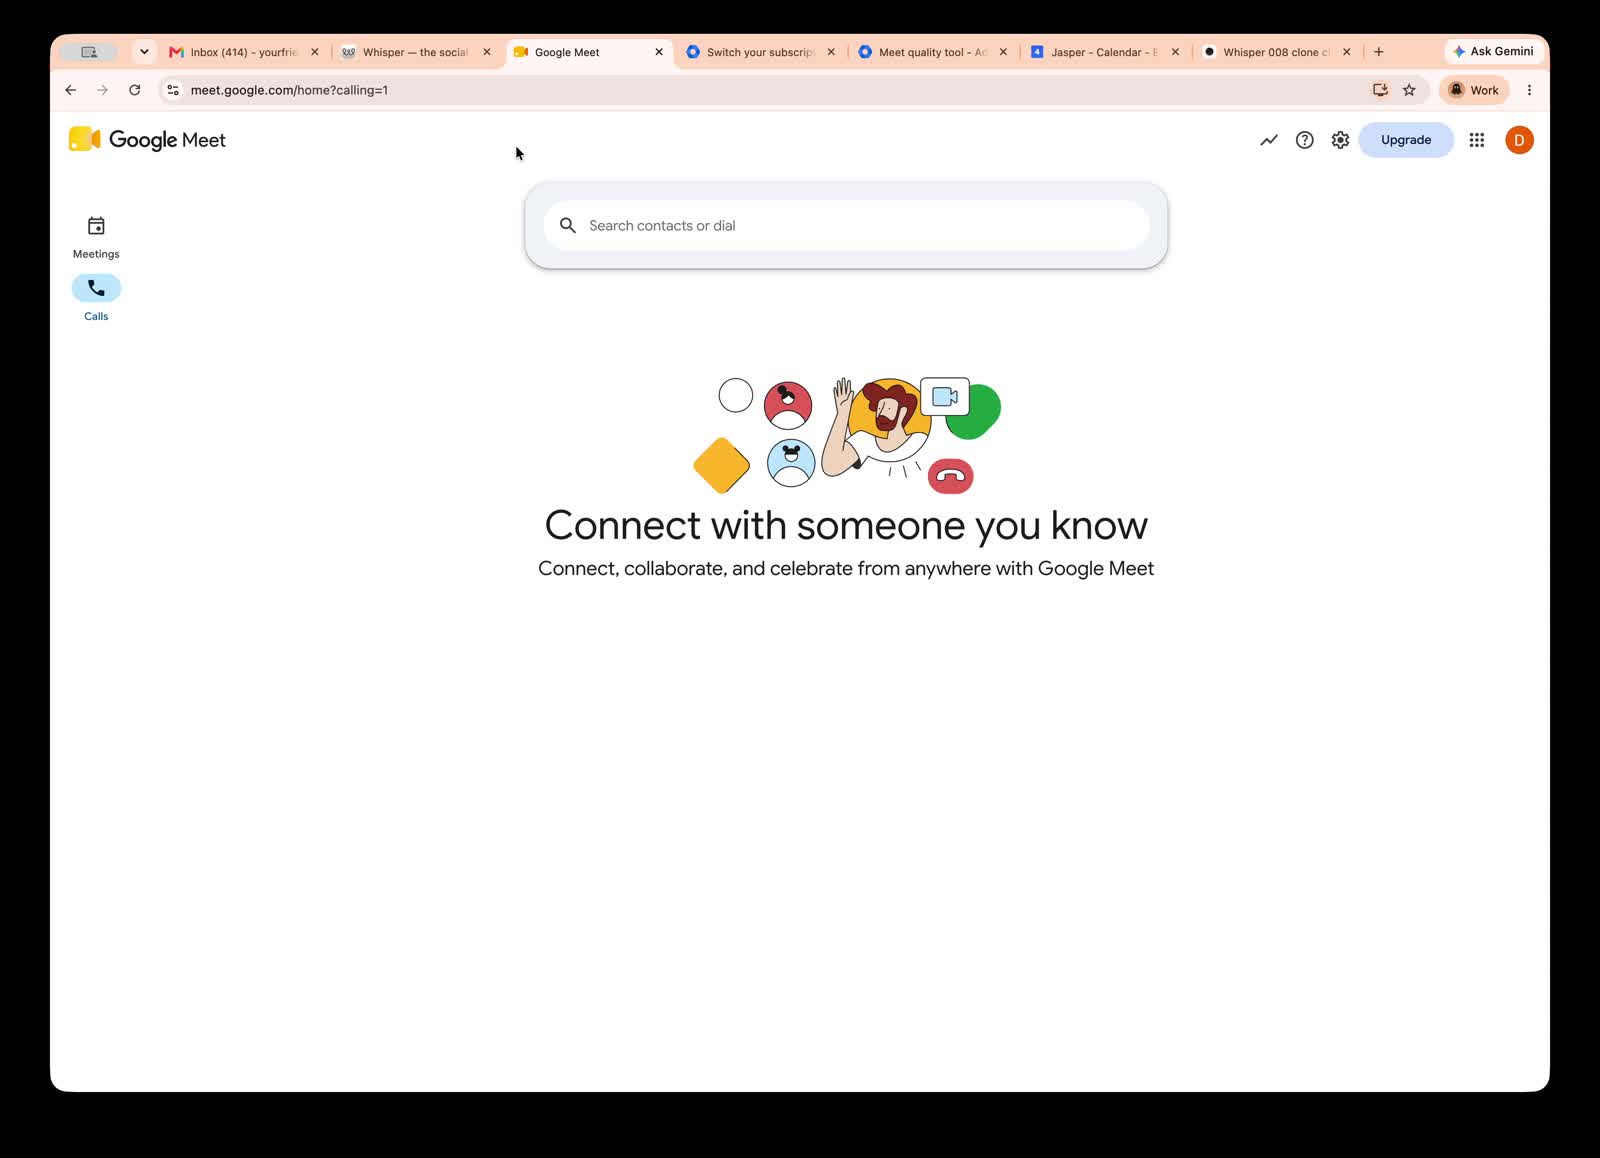 Inbox (414) - yourfrie
Whisper — the social
Google Meet
Switch your subscrip
Meet quality tool - Ad
4
Jasper - Calendar - E
Whisper 008 clone c
Ask Gemini
meet.google.com/home?calling=1
Work
Google Meet
Upgrade
D
Search contacts or dial
Meetings
Calls
Connect with someone you know
Connect, collaborate, and celebrate from anywhere with Google Meet